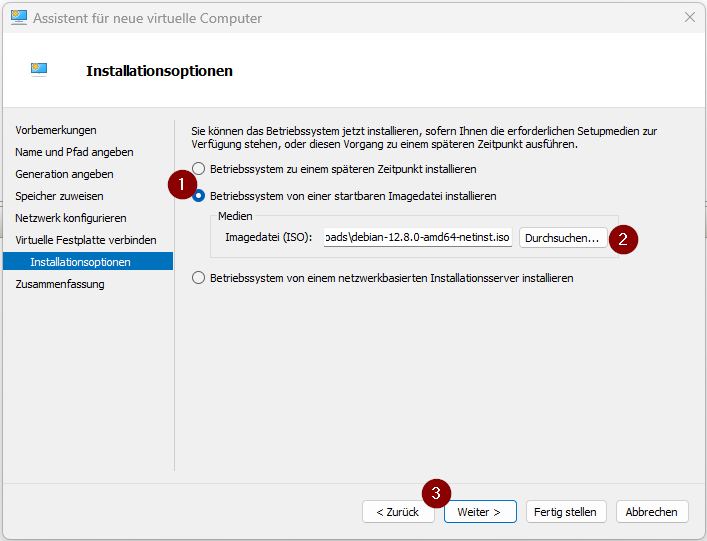 Assistent für neue virtuelle Computer
Installationsoptionen
Vorbemerkungen
Name und Pfad angeben
Generation angeben
Speicher zuweisen
Netzwerk konfigurieren
Virtuelle Festplatte verbinden
Installationsoptionen
Zusammenfassung
Sie können das Betriebssystem jetzt installieren, sofern Ihnen die erforderlichen Setupmedien zur
Verfügung stehen, oder diesen Vorgang zu einem späteren Zeitpunkt ausführen.
Betriebssystem zu einem späteren Zeitpunkt installieren
1
Betriebssystem von einer startbaren Imagedatei installieren
Medien
Imagedatei (ISO): oads\debian-12.8.0-amd64-netinst.iso Durchsuchen... 2
Betriebssystem von einem netzwerkbasierten Installationsserver installieren
3
< Zurück Weiter > Fertig stellen Abbrechen